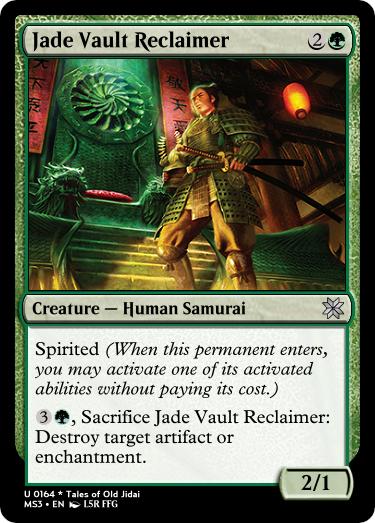 Jade Vault Reclaimer 2
Creature — Human Samurai
Spirited (When this permanent enters,
you may activate one of its activated
abilities without paying its cost.)
3, Sacrifice Jade Vault Reclaimer:
Destroy target artifact or
enchantment.
2/1
U 0164 * Tales of Old Jidai
MS3 • EN LSR FFG